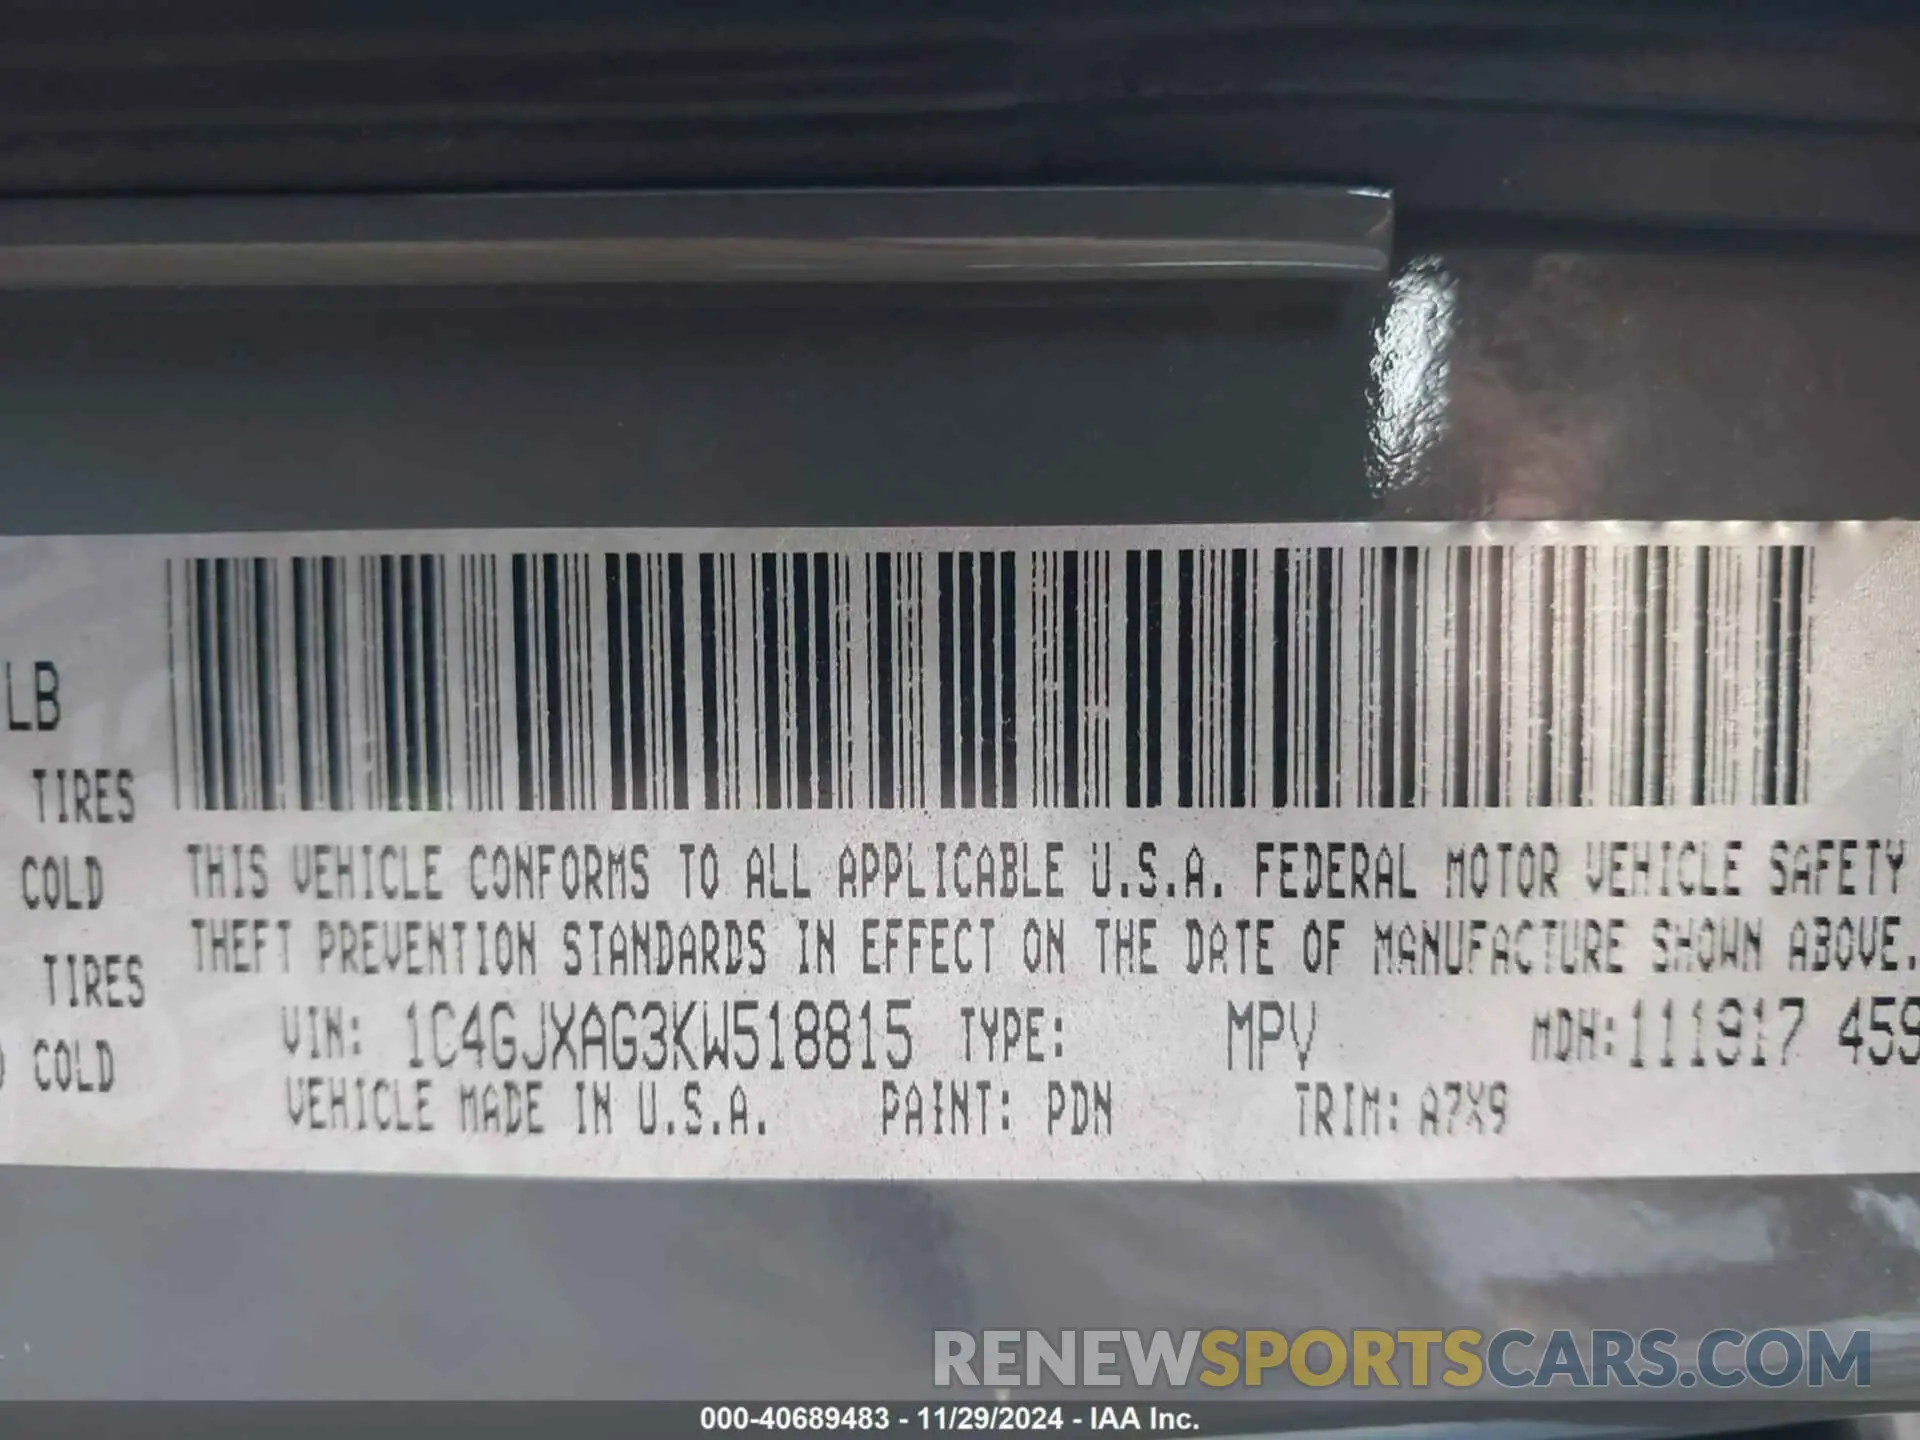 LB
TIRES
COLD
THIS VEHICLE CONFORMS TO ALL APPLICABLE U.S.A. FEDERAL MOTOR VEHICLE SAFETY
THEFT PREVENTION STANDARDS IN EFFECT ON THE DATE OF MANUFACTURE SHOWN ABOVE.
TIRES
VIN: 1C4GJXAG3KW518815 TYPE: MPV MDH:111917 459
COLD
VEHICLE MADE IN U.S.A. PAINT: PDN TRIM: A7X9
RENEWSPORTSCARS.COM
000-40689483 - 11/29/2024 - IAA Inc.